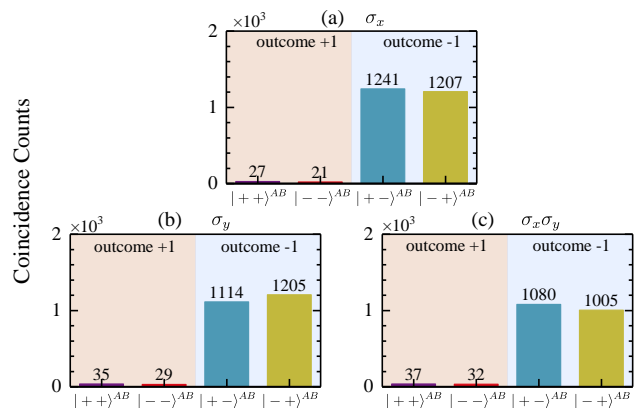 Coincidence Counts
×10³
(a) σₓ
outcome +1
outcome -1
2
1
0
27
21
1241
1207
|++⟩ᴬᴮ |−−⟩ᴬᴮ |+−⟩ᴬᴮ |−+⟩ᴬᴮ
×10³
(b) σ_y
outcome +1
outcome -1
2
1
0
35
29
1114
1205
|++⟩ᴬᴮ |−−⟩ᴬᴮ |+−⟩ᴬᴮ |−+⟩ᴬᴮ
×10³
(c) σₓσ_y
outcome +1
outcome -1
2
1
0
37
32
1080
1005
|++⟩ᴬᴮ |−−⟩ᴬᴮ |+−⟩ᴬᴮ |−+⟩ᴬᴮ